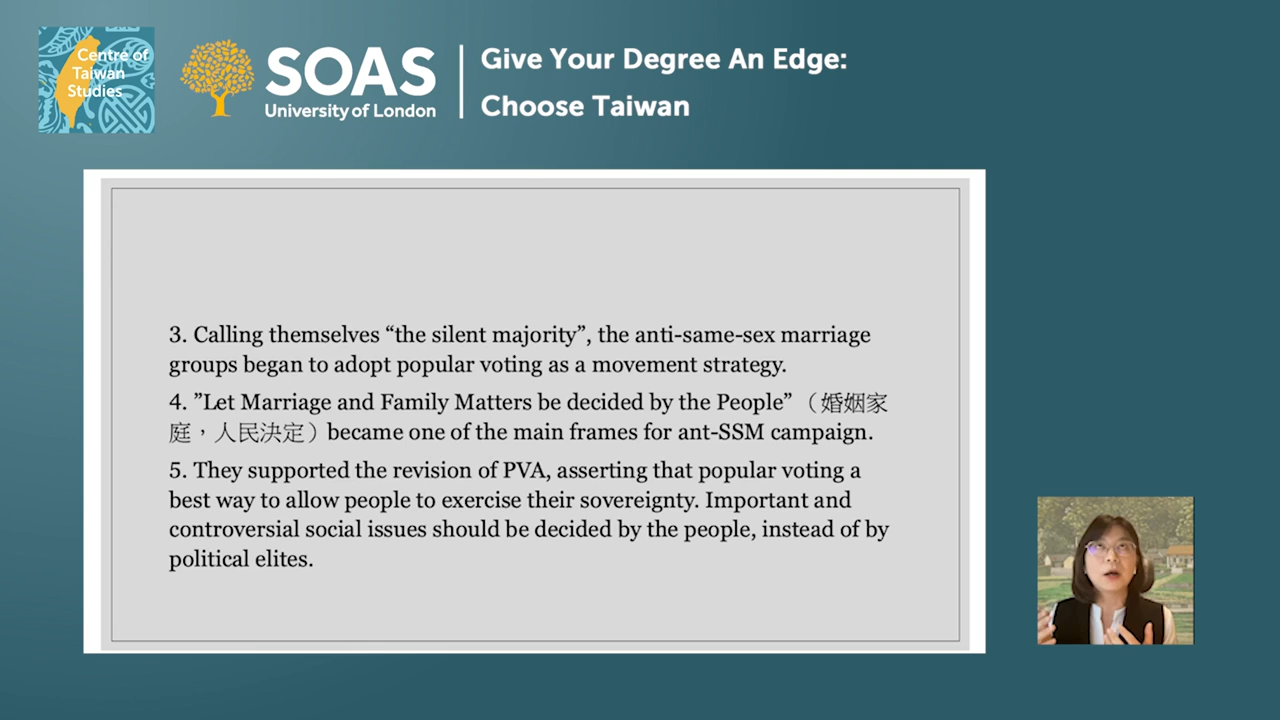 Centre of
Taiwan
Studies
SOAS
University of London
Give Your Degree An Edge:
Choose Taiwan
3. Calling themselves “the silent majority”, the anti-same-sex marriage
groups began to adopt popular voting as a movement strategy.
4. ”Let Marriage and Family Matters be decided by the People” （婚姻家
庭，人民決定）became one of the main frames for ant-SSM campaign.
5. They supported the revision of PVA, asserting that popular voting a
best way to allow people to exercise their sovereignty. Important and
controversial social issues should be decided by the people, instead of by
political elites.